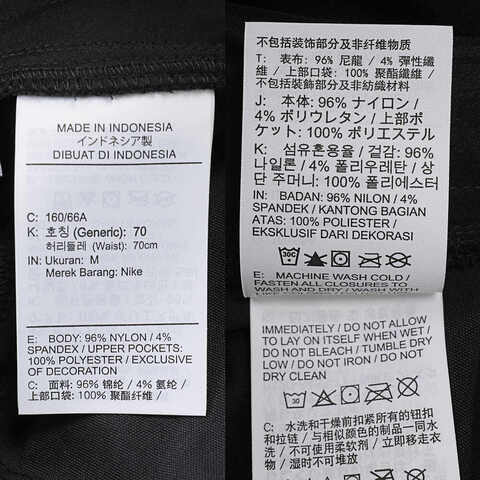 MADE IN INDONESIA
インドネシア製
DIBUAT DI INDONESIA
C: 160/66A
K: 호칭 (Generic): 70
허리둘레 (Waist): 70cm
IN: Ukuran: M
Merek Barang: Nike
E: BODY: 96% NYLON / 4%
SPANDEX / UPPER POCKETS:
100% POLYESTER / EXCLUSIVE
OF DECORATION
C: 面料: 96% 锦纶 / 4% 氨纶 /
上部口袋: 100% 聚酯纤维 /
不包括装饰部分及非纤维物质
T: 表布: 96% 尼龍 / 4% 彈性纖
維 / 上部口袋: 100% 聚酯纖維 /
不包括裝飾部分及非紡織材料
J: 本体: 96% ナイロン /
4% ポリウレタン / 上部ポ
ケット: 100% ポリエステル
K: 섬유혼용율 / 겉감: 96%
나일론 / 4% 폴리우레탄 / 상
단 주머니: 100% 폴리에스터
IN: BADAN: 96% NILON / 4%
SPANDEK / KANTONG BAGIAN
ATAS: 100% POLIESTER /
EKSKLUSIF DARI DEKORASI
30C
E: MACHINE WASH COLD /
FASTEN ALL CLOSURES TO
WASH AND DRY / WASH WITH
IMMEDIATELY / DO NOT ALLOW
TO LAY ON ITSELF WHEN WET /
DO NOT BLEACH / TUMBLE DRY
LOW / DO NOT IRON / DO NOT
DRY CLEAN
C: 水洗和干燥前扣紧所有的钮扣
和拉链 / 与相似颜色的制品一同水
洗 / 不可使用柔软剂 / 立即移走衣
物 / 湿时不可堆放